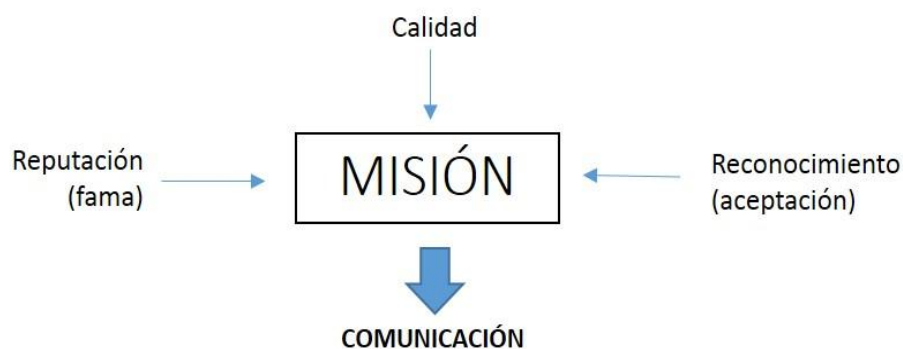 Calidad
Reputación
(fama)
MISIÓN
Reconocimiento
(aceptación)
COMUNICACIÓN